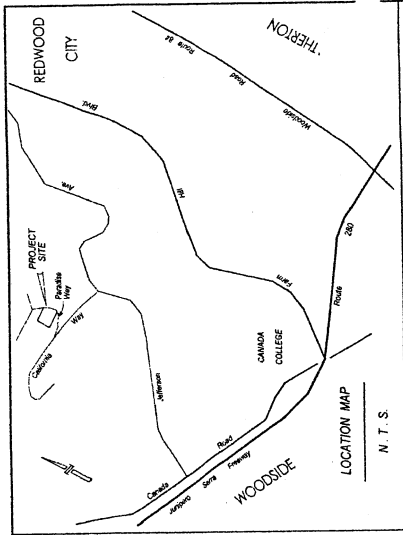 REDWOOD
CITY
'THERTON
Route 82
Woodside Road
Blvd.
Hill
Farm
Ave.
PROJECT
SITE
Paradise
Way
California Way
Jefferson
CANADA
COLLEGE
Route 280
Canada Road
Junipero Serra Freeway
WOODSIDE
LOCATION MAP
N. T. S.